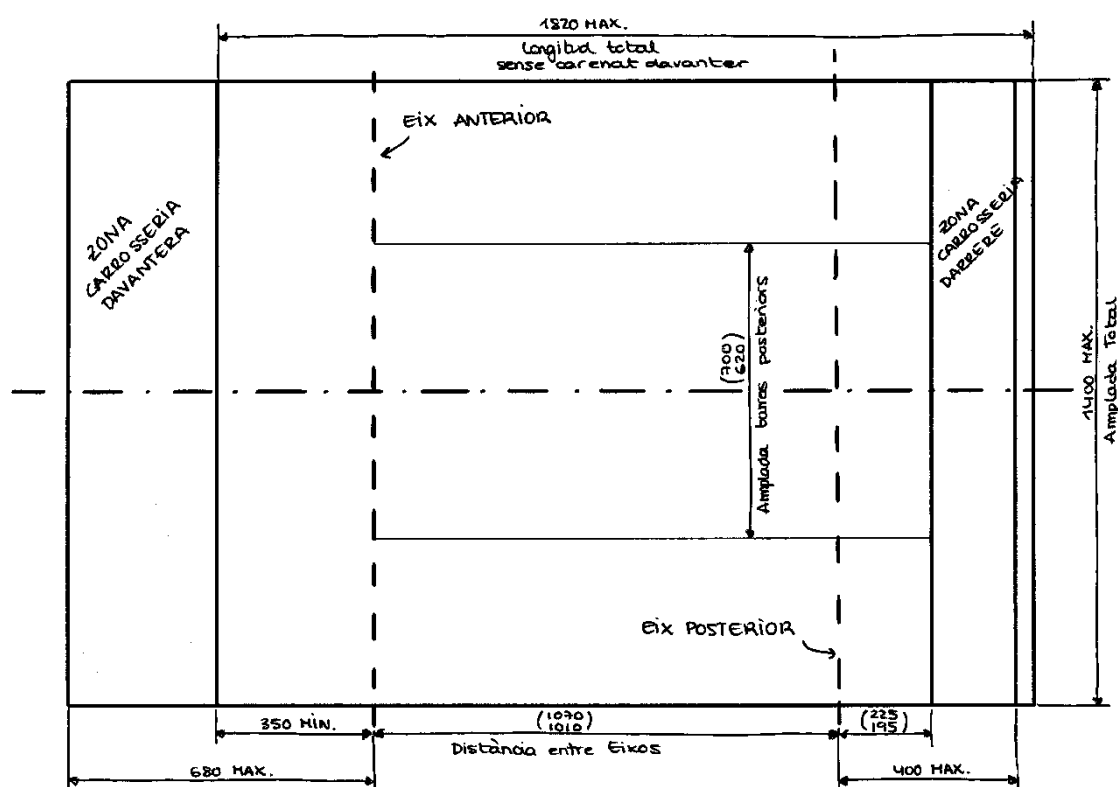 1820 MAX.
Longitud total
sense carenat davanter
EIX ANTERIOR
ZONA
CARROSSERIA
DAVANTERA
ZONA
CARROSSERIA
DARRERE
(700
620)
Amplada barres posteriors
1400 MAX.
Amplada Total
EIX POSTERIOR
350 MIN.
(1070
1010)
(225
195)
Distància entre Eixos
680 MAX.
400 MAX.